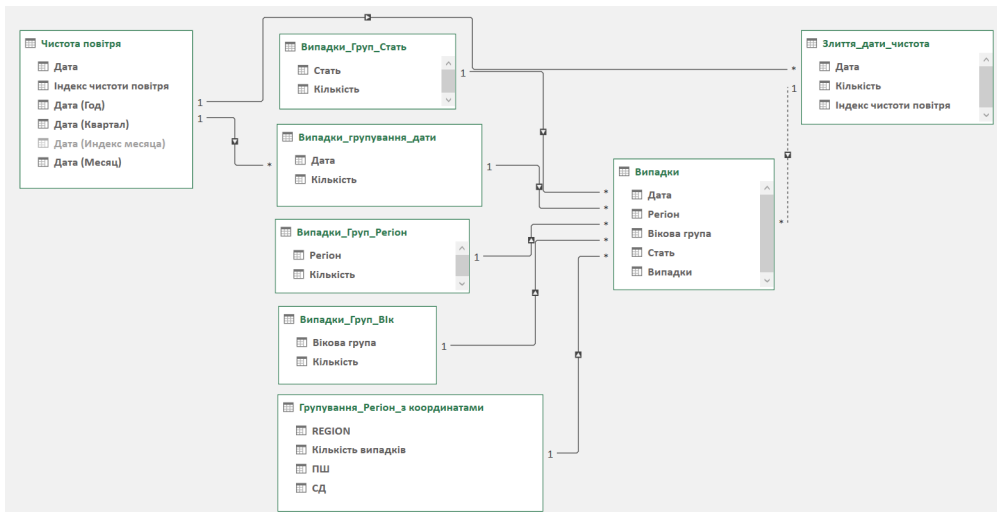 Чистота повітря
Дата
Індекс чистоти повітря
Дата (Год)
Дата (Квартал)
Дата (Индекс месяца)
Дата (Месяц)
1
1
Випадки_Груп_Стать
Стать
Кількість
1
Випадки_групування_дати
Дата
Кількість
*
1
Випадки_Груп_Регіон
Регіон
Кількість
1
Випадки_Груп_ВІк
Вікова група
Кількість
1
Групування_Регіон_з координатами
REGION
Кількість випадків
ПШ
СД
1
Випадки
Дата
Регіон
Вікова група
Стать
Випадки
*
*
*
*
*
*
Злиття_дати_чистота
Дата
Кількість
Індекс чистоти повітря
*
1